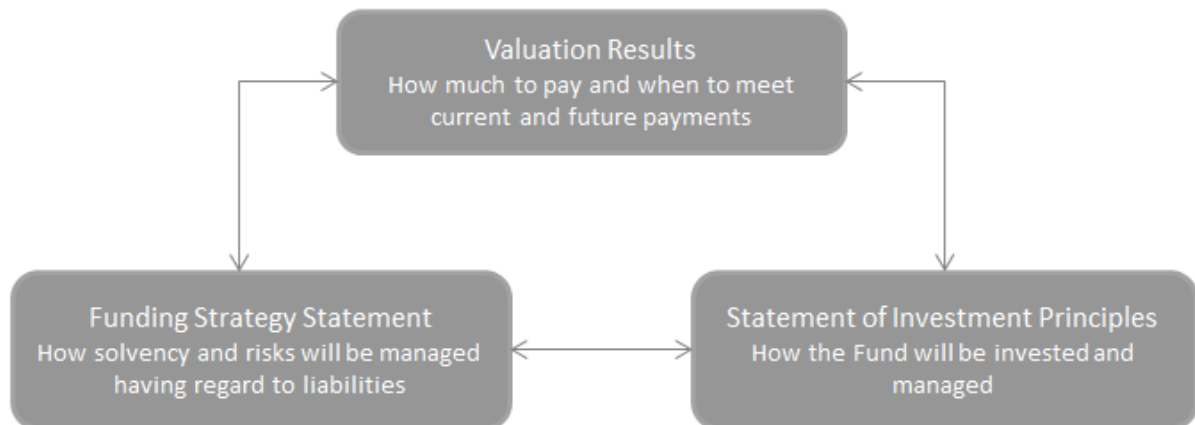 Valuation Results
How much to pay and when to meet
current and future payments
Funding Strategy Statement
How solvency and risks will be managed
having regard to liabilities
Statement of Investment Principles
How the Fund will be invested and
managed